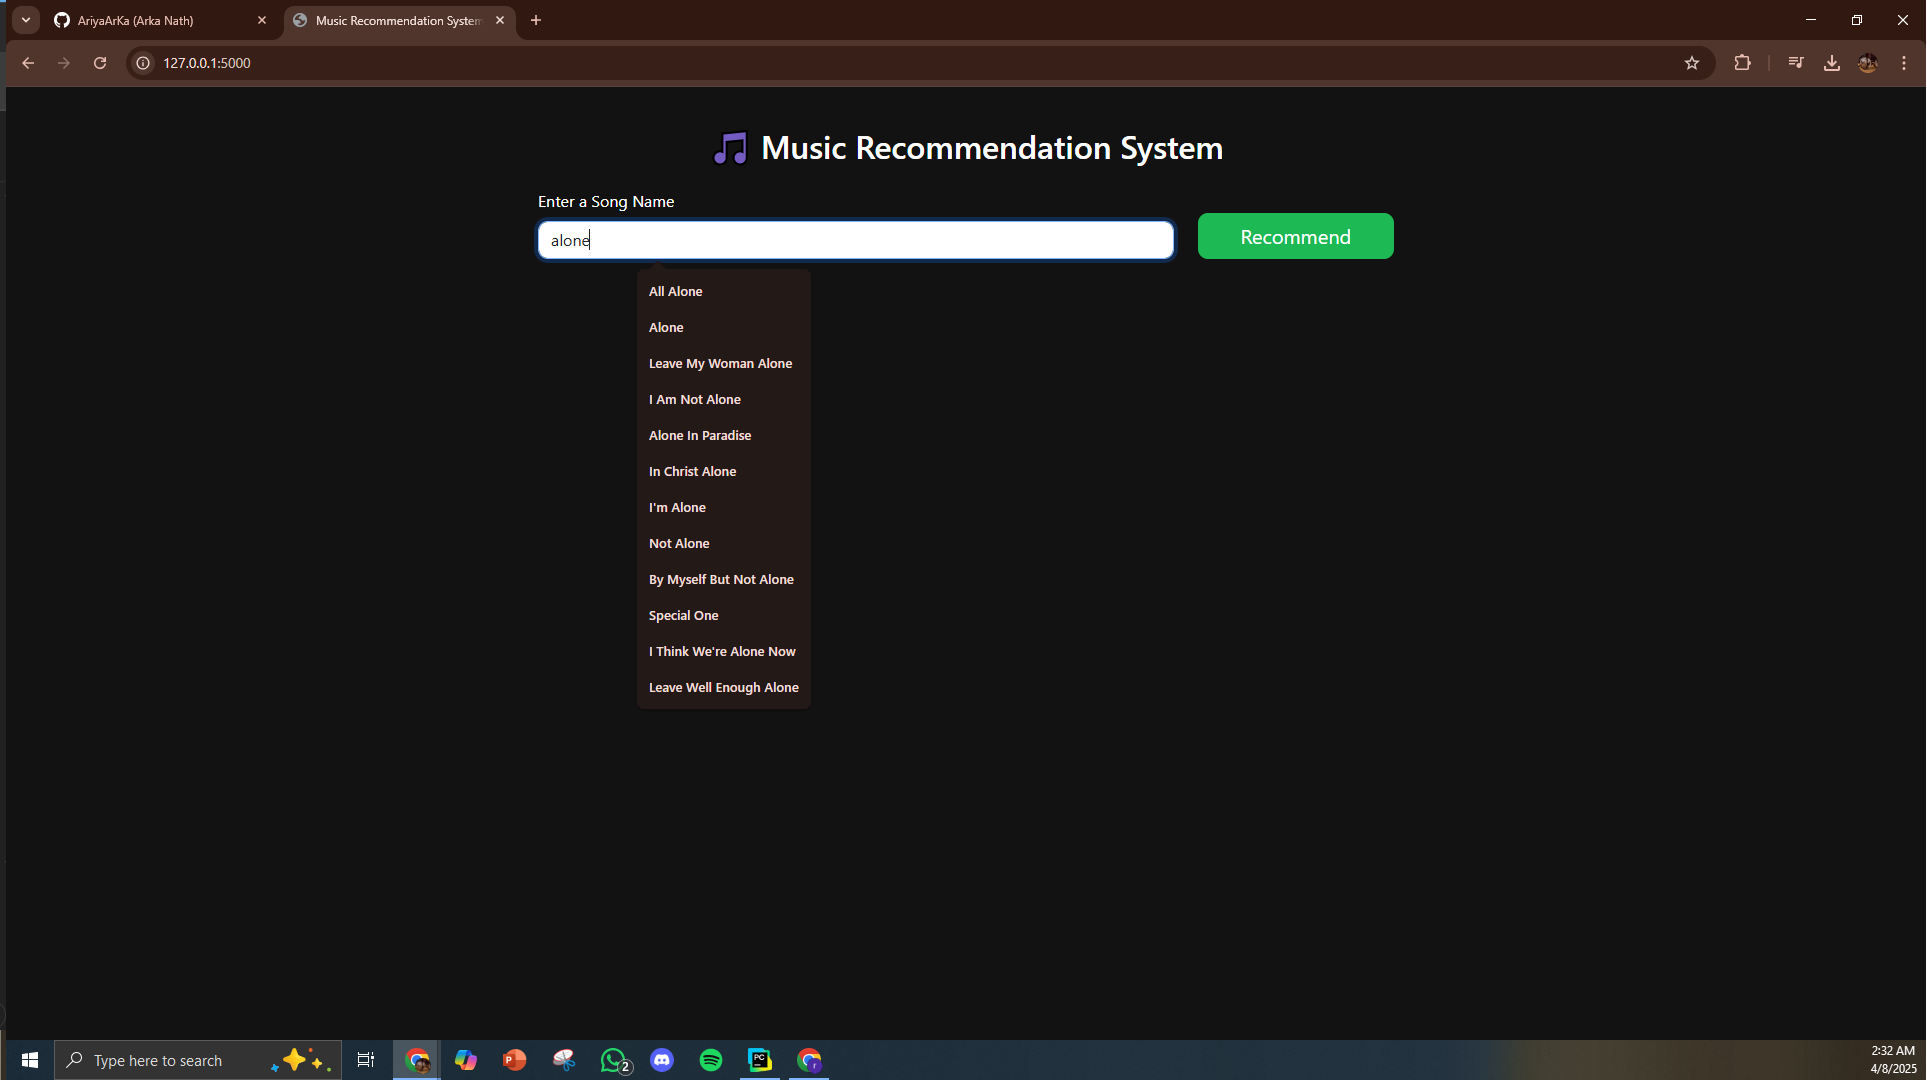 AriyaArKa (Arka Nath)
Music Recommendation System
127.0.0.1:5000
Music Recommendation System
Enter a Song Name
alone
Recommend
All Alone
Alone
Leave My Woman Alone
I Am Not Alone
Alone In Paradise
In Christ Alone
I'm Alone
Not Alone
By Myself But Not Alone
Special One
I Think We're Alone Now
Leave Well Enough Alone
Type here to search
P
2
PC
r
2:32 AM
4/8/2025